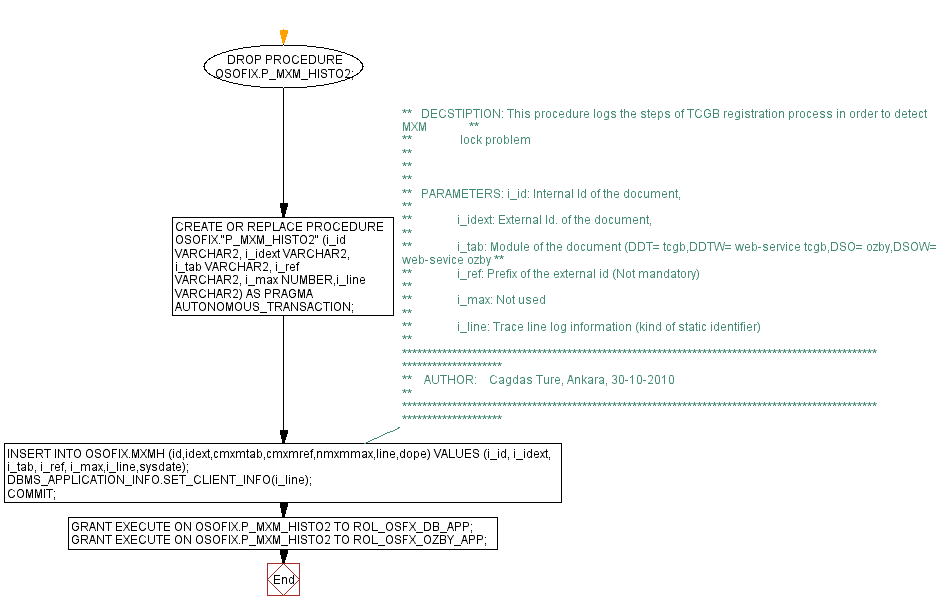 DROP PROCEDURE
OSOFIX.P_MXM_HISTO2;
** DECSTIPTION: This procedure logs the steps of TCGB registration process in order to detect
MXM **
** lock problem
**
**
**
** PARAMETERS: i_id: Internal Id of the document,
**
** i_idext: External Id. of the document,
**
** i_tab: Module of the document (DDT= tcgb,DDTW= web-service tcgb,DSO= ozby,DSOW=
web-sevice ozby **
** i_ref: Prefix of the external id (Not mandatory)
**
** i_max: Not used
**
** i_line: Trace line log information (kind of static identifier)
**
***********************************************************************************************
********************
** AUTHOR: Cagdas Ture, Ankara, 30-10-2010
**
***********************************************************************************************
********************
CREATE OR REPLACE PROCEDURE
OSOFIX."P_MXM_HISTO2" (i_id
VARCHAR2, i_idext VARCHAR2,
i_tab VARCHAR2, i_ref
VARCHAR2, i_max NUMBER,i_line
VARCHAR2) AS PRAGMA
AUTONOMOUS_TRANSACTION;
INSERT INTO OSOFIX.MXMH (id,idext,cmxmtab,cmxmref,nmxmmax,line,dope) VALUES (i_id, i_idext,
i_tab, i_ref, i_max,i_line,sysdate);
DBMS_APPLICATION_INFO.SET_CLIENT_INFO(i_line);
COMMIT;
GRANT EXECUTE ON OSOFIX.P_MXM_HISTO2 TO ROL_OSFX_DB_APP;
GRANT EXECUTE ON OSOFIX.P_MXM_HISTO2 TO ROL_OSFX_OZBY_APP;
End